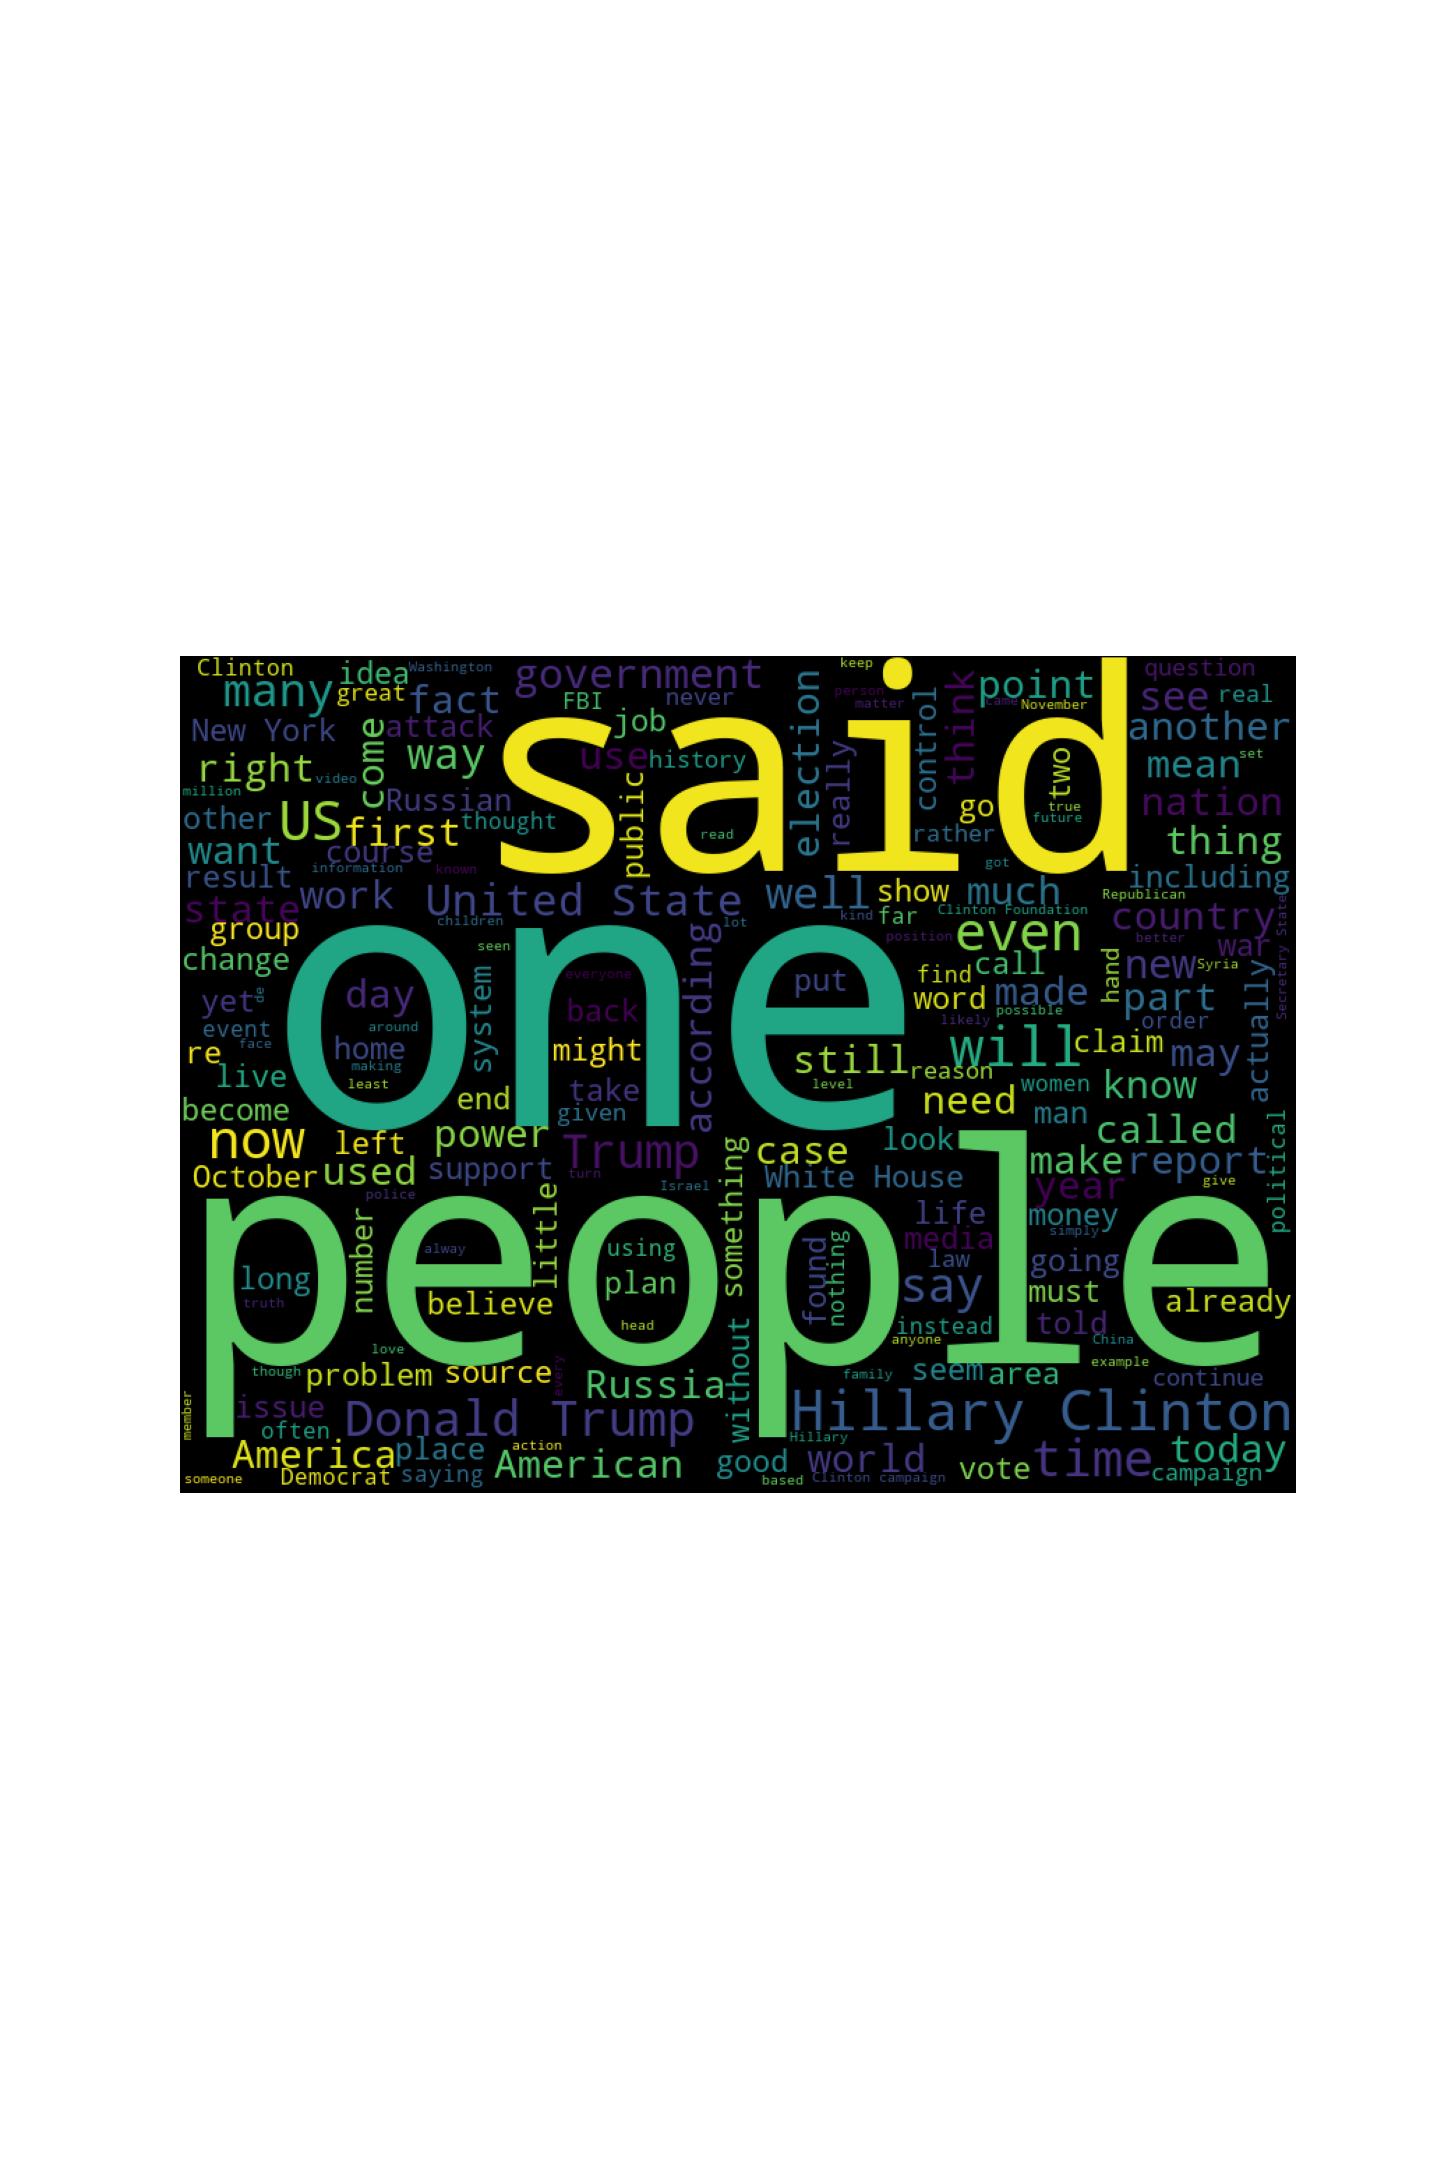 Clinton idea Washington government FBI never keep person matter came November point question
many great fact job think see real
New York come attack way said election control another
right video use history really two mean set
million Russian public go true future nation
other US first thought read rather thing
want course got
result information known including
state work United State well show much Republican
group children lot kind far Clinton Foundation country
change seen position even better war
yet de day system everyone according put find call hand new Syria Secretary State
event around one back word made part actually
re face home making might likely possible order
live least take still level reason will claim may
become end given need women man know
now left power Trump something case look called
October used support turn White House make report political
police Israel year give
number little people life money
long alway using found nothing media law simply going
truth believe plan say must already
head without instead told
love anyone China
though problem source every Russia family seem area example continue
member issue Donald Trump Hillary Clinton
often Hillary
America place action American good world time today
someone Democrat saying based Clinton campaign vote campaign